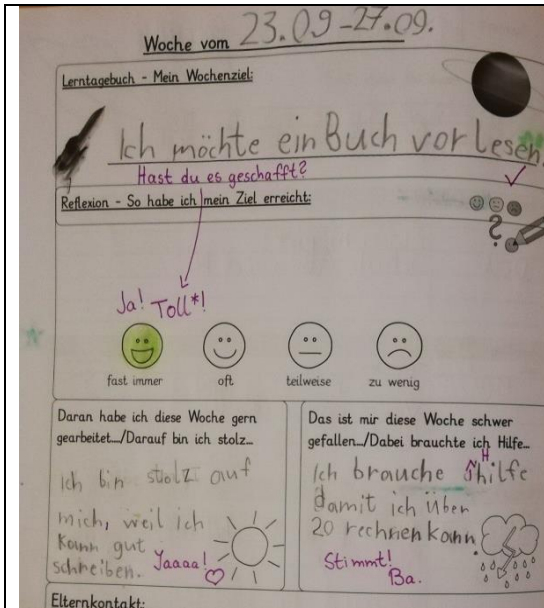 Woche vom 23.09-27.09.
Lerntagebuch - Mein Wochenziel:
Ich möchte ein Buch vor lesen.
Hast du es geschafft?
Reflexion - So habe ich mein Ziel erreicht:
?
Ja! Toll*!
fast immer oft teilweise zu wenig
Daran habe ich diese Woche gern
gearbeitet.../Darauf bin ich stolz...
Ich bin stolz auf
mich, weil ich
kann gut
schreiben. Jaaaa!
Das ist mir diese Woche schwer
gefallen.../Dabei brauchte ich Hilfe...
Ich brauche Hhilfe
damit ich über
20 rechnen kann.
Stimmt!
Ba.
Elternkontakt: